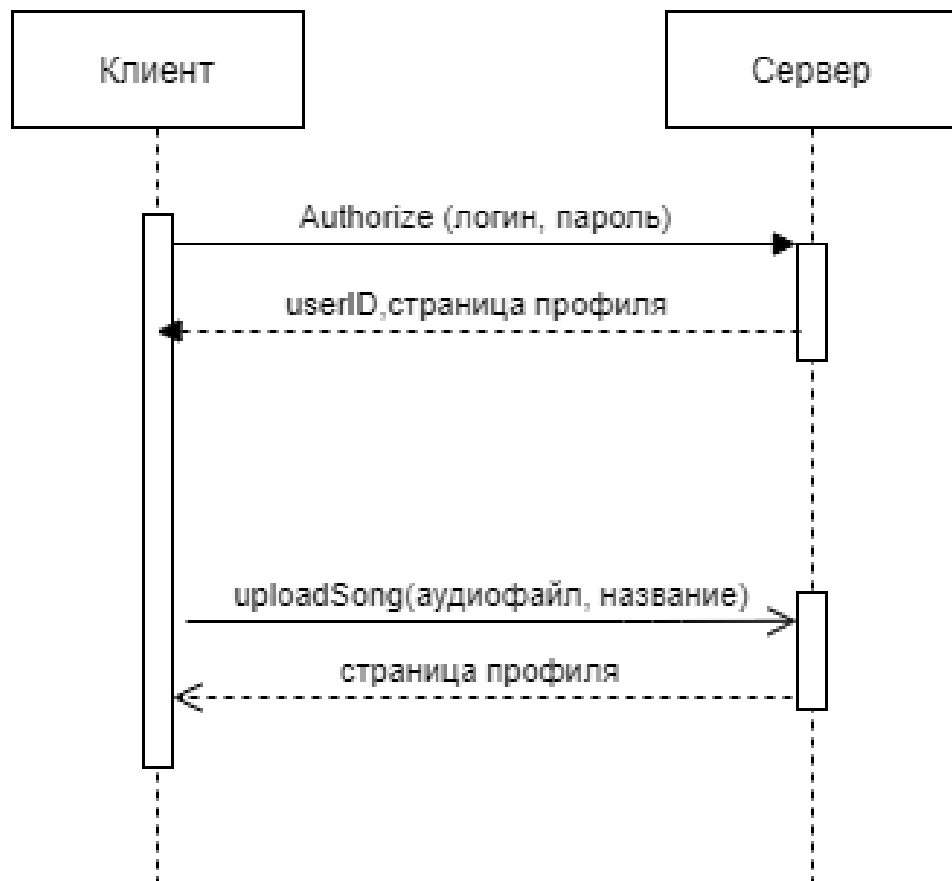 Клиент
Сервер
Authorize (логин, пароль)
userID,страница профиля
uploadSong(аудиофайл, название)
страница профиля